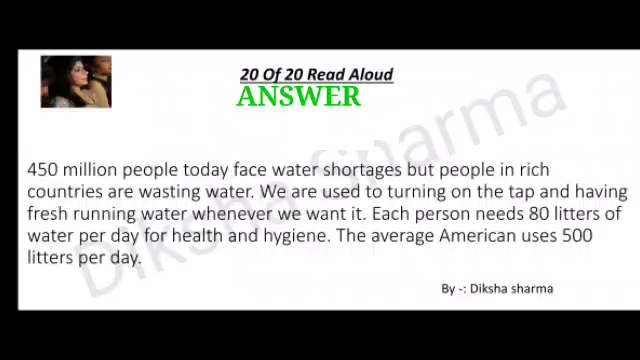 20 Of 20 Read Aloud
ANSWER
450 million people today face water shortages but people in rich
countries are wasting water. We are used to turning on the tap and having
fresh running water whenever we want it. Each person needs 80 litters of
water per day for health and hygiene. The average American uses 500
litters per day.
By -: Diksha sharma
Diksha Sharma